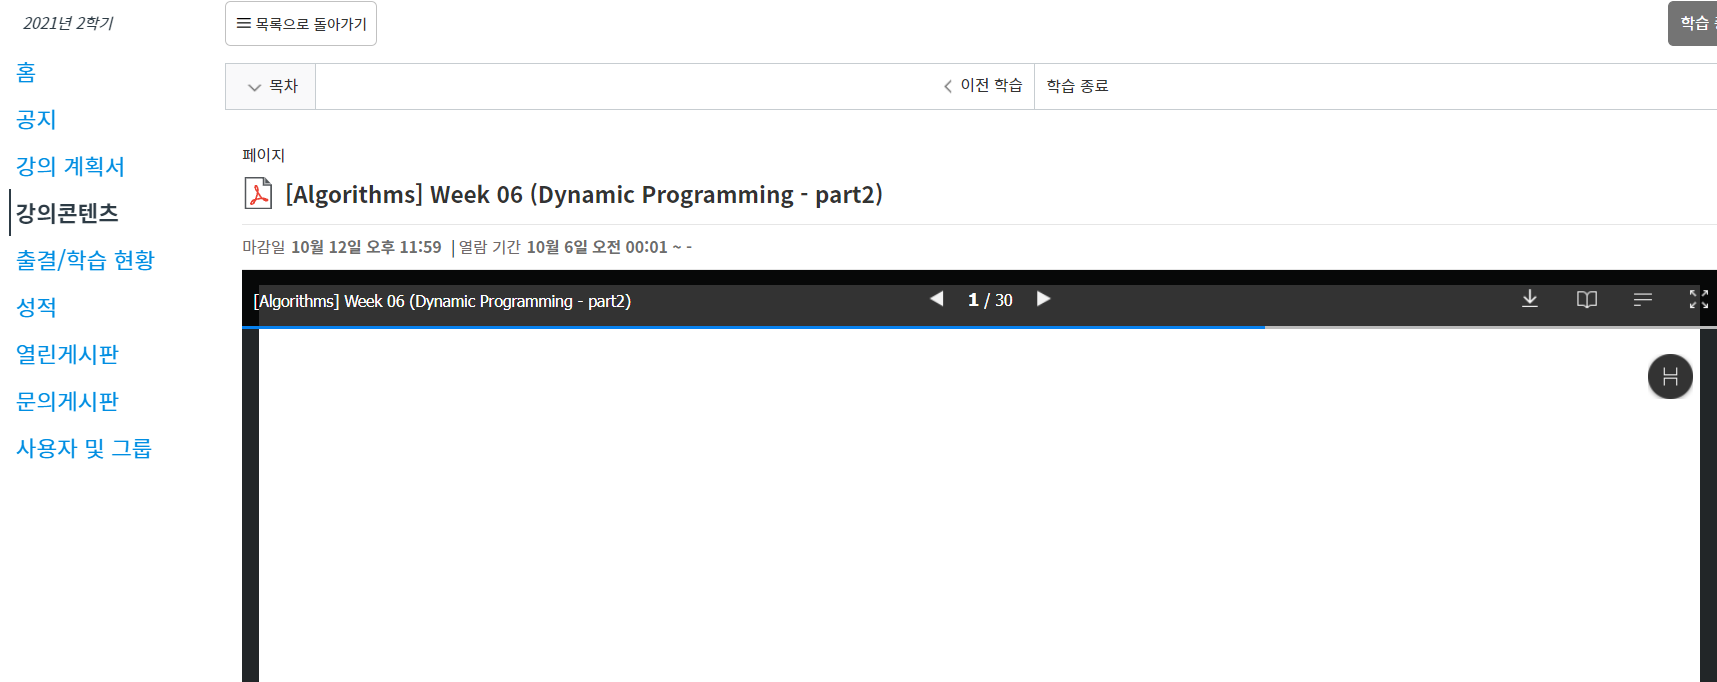 2021년 2학기
홈
공지
강의 계획서
강의콘텐츠
출결/학습 현황
성적
열린게시판
문의게시판
사용자 및 그룹
목록으로 돌아가기
학습
목차
이전 학습
학습 종료
페이지
[Algorithms] Week 06 (Dynamic Programming - part2)
마감일 10월 12일 오후 11:59 | 열람 기간 10월 6일 오전 00:01 ~ -
[Algorithms] Week 06 (Dynamic Programming - part2)
1 / 30